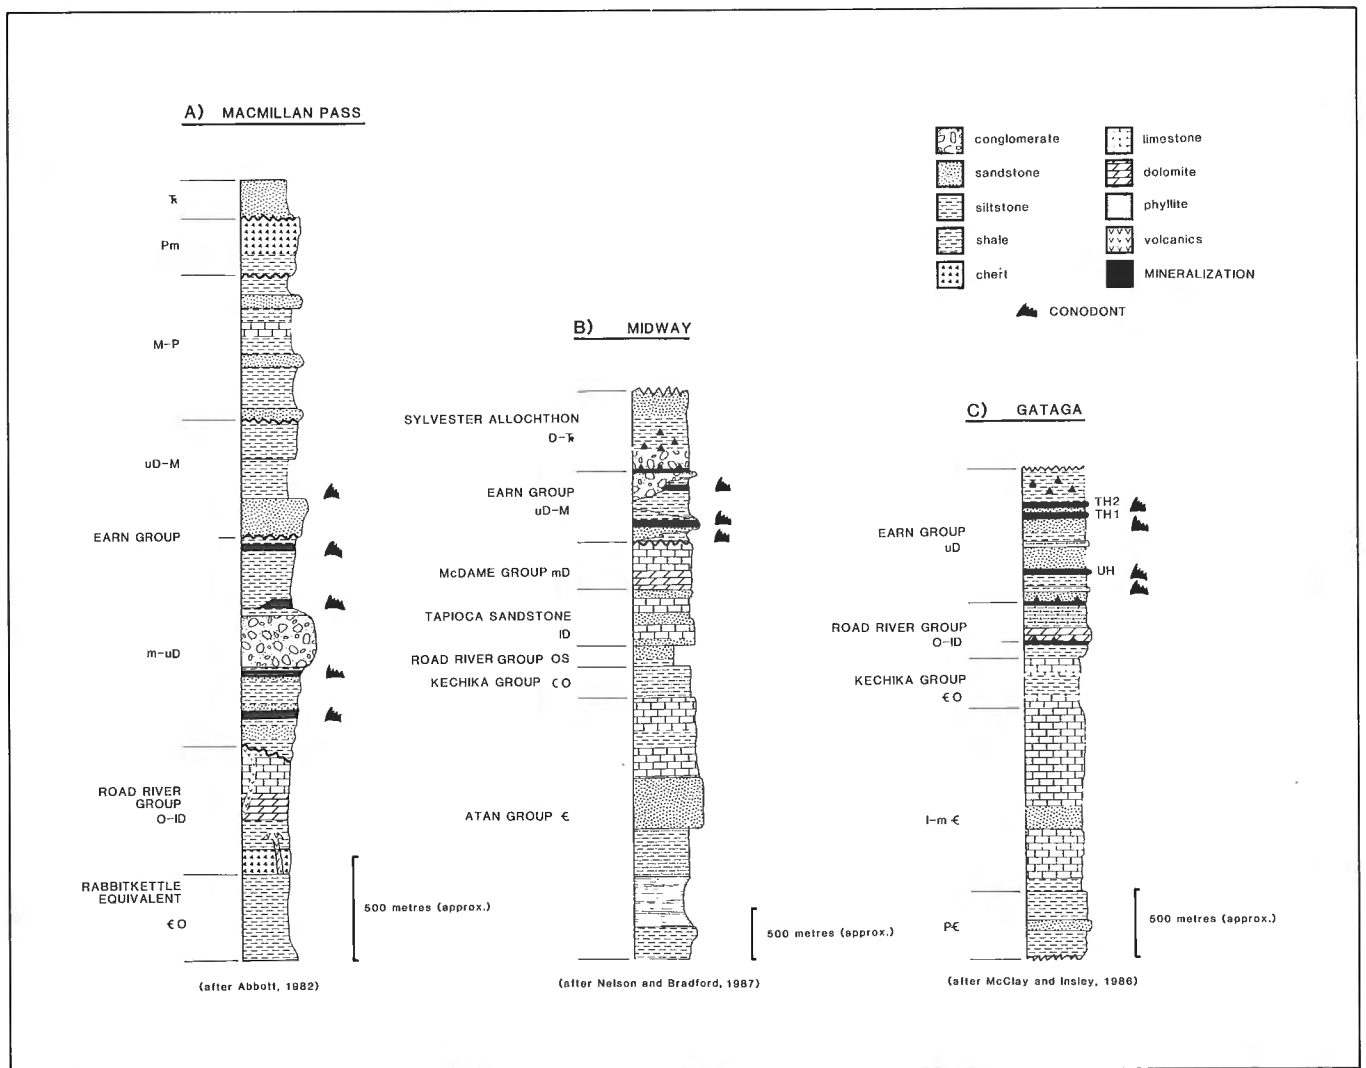 A) MACMILLAN PASS
conglomerate
sandstone
siltstone
shale
chert
limestone
dolomite
phyllite
volcanics
MINERALIZATION
CONODONT
Ꞃ
Pm
M-P
uD-M
EARN GROUP
m-uD
ROAD RIVER
GROUP
O-lD
RABBITKETTLE
EQUIVALENT
ЄO
500 metres (approx.)
(after Abbott, 1982)
B) MIDWAY
SYLVESTER ALLOCHTHON
D-Ꞃ
EARN GROUP
uD-M
McDAME GROUP mD
TAPIOCA SANDSTONE
lD
ROAD RIVER GROUP OS
KECHIKA GROUP ЄO
ATAN GROUP Є
500 metres (approx.)
(after Nelson and Bradford, 1987)
C) GATAGA
TH2
TH1
EARN GROUP
uD
UH
ROAD RIVER GROUP
O-lD
KECHIKA GROUP
ЄO
l-m Є
PЄ
500 metres (approx.)
(after McClay and Insley, 1986)